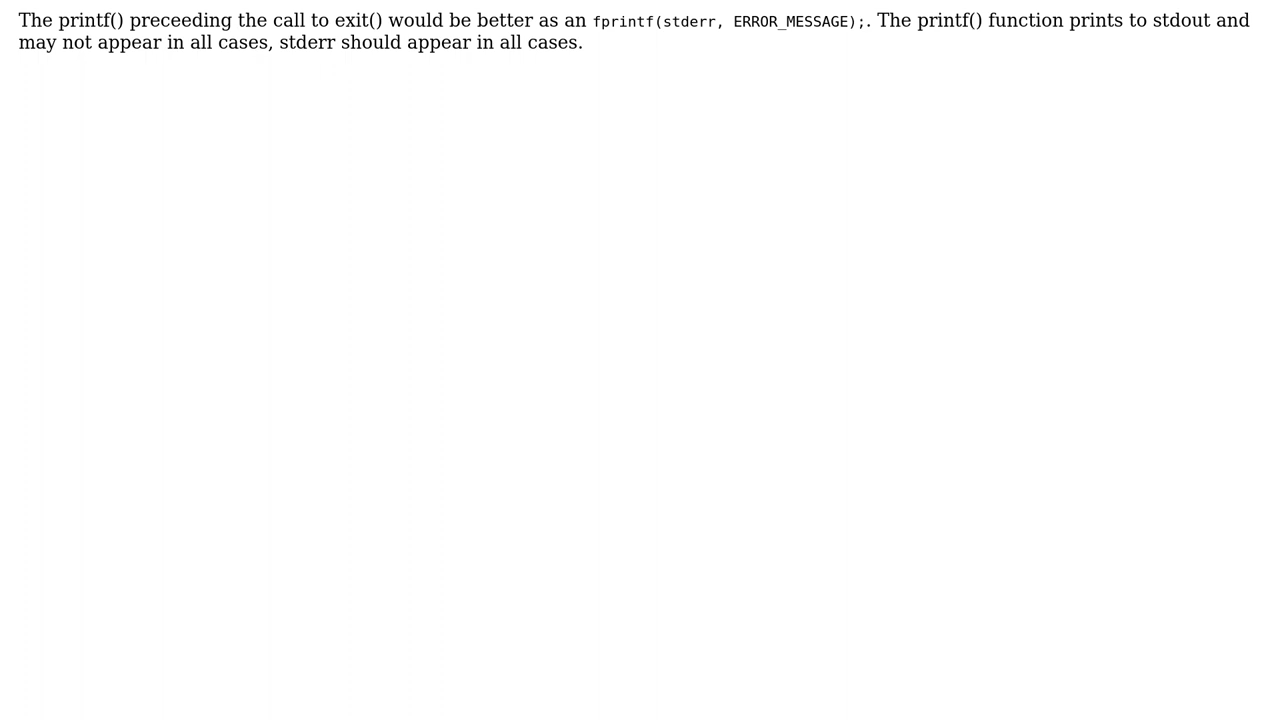 The printf() preceeding the call to exit() would be better as an fprintf(stderr, ERROR_MESSAGE);. The printf() function prints to stdout and
may not appear in all cases, stderr should appear in all cases.